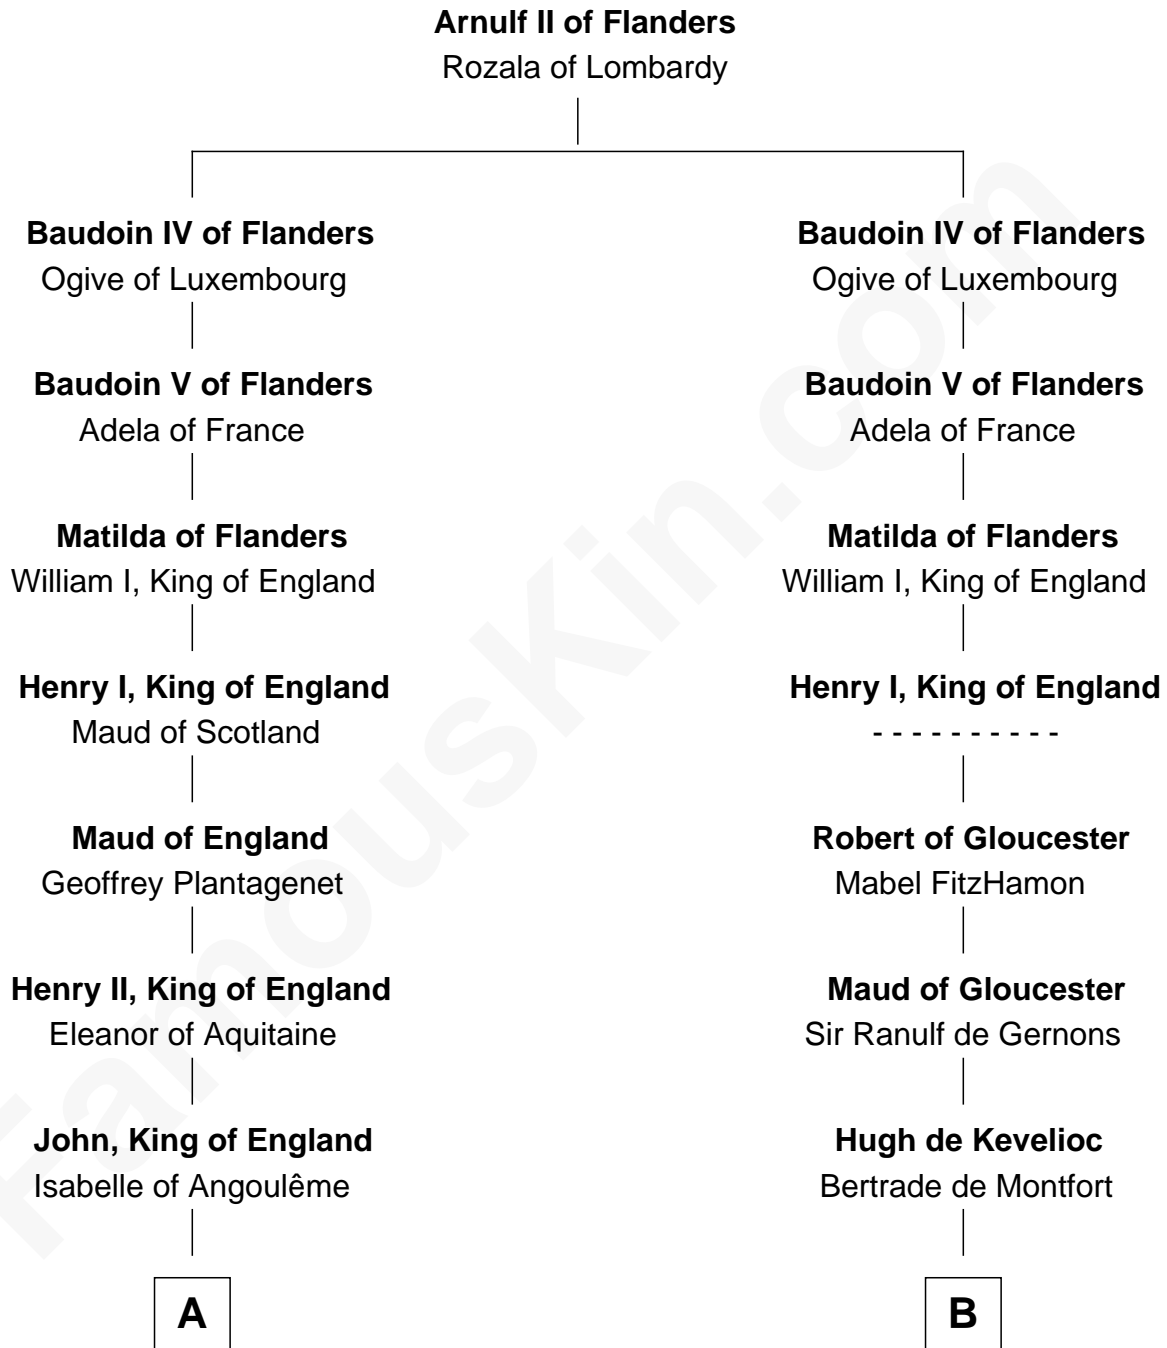 Arnulf II of Flanders
Rozala of Lombardy
Baudoin IV of Flanders
Ogive of Luxembourg
Baudoin V of Flanders
Adela of France
Matilda of Flanders
William I, King of England
Henry I, King of England
Maud of Scotland
Maud of England
Geoffrey Plantagenet
Henry II, King of England
Eleanor of Aquitaine
John, King of England
Isabelle of Angoulême
A
Baudoin IV of Flanders
Ogive of Luxembourg
Baudoin V of Flanders
Adela of France
Matilda of Flanders
William I, King of England
Henry I, King of England
- - - - - - - - - -
Robert of Gloucester
Mabel FitzHamon
Maud of Gloucester
Sir Ranulf de Gernons
Hugh de Kevelioc
Bertrade de Montfort
B
FamousKin.com